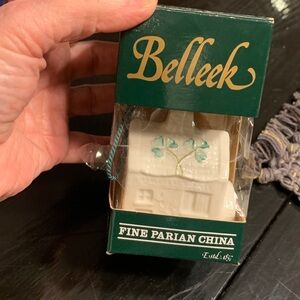 Belleek
FINE PARIAN CHINA
Estd. 1857